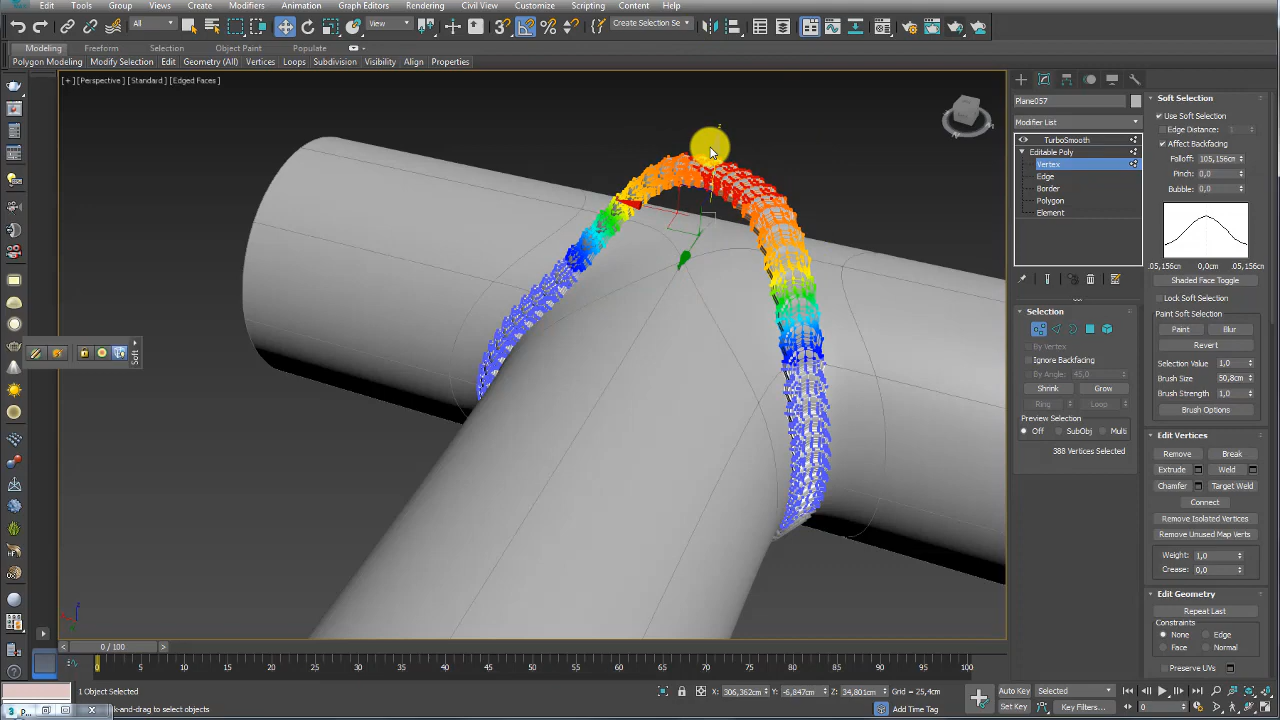 Edit Tools Group Views Create Modifiers Animation Graph Editors Rendering Civil View Customize Scripting Content Help
All View Create Selection Se
Modeling Freeform Selection Object Paint Populate
Polygon Modeling Modify Selection Edit Geometry (All) Vertices Loops Subdivision Visibility Align Properties
[+] [Perspective] [Standard] [Edged Faces]
z
Soft
z
0 / 100
0 5 10 15 20 25 30 35 40 45 50 55 60 65 70 75 80 85 90 95 100
1 Object Selected
k-and-drag to select objects
X: 306,362cm Y: -6,847cm Z: 34,801cm Grid = 25,4cm
Add Time Tag
Auto Key Selected
Set Key Key Filters...
0
3 p...
Plane057
Modifier List
TurboSmooth
Editable Poly
Vertex
Edge
Border
Polygon
Element
Selection
By Vertex
Ignore Backfacing
By Angle: 45,0
Shrink Grow
Ring Loop
Preview Selection
Off SubObj Multi
388 Vertices Selected
Soft Selection
Use Soft Selection
Edge Distance: 1
Affect Backfacing
Falloff: 105,156cm
Pinch: 0,0
Bubble: 0,0
.05,156cm 0,0cm .05,156cm
Shaded Face Toggle
Lock Soft Selection
Paint Soft Selection
Paint Blur
Revert
Selection Value 1,0
Brush Size 50,8cm
Brush Strength 1,0
Brush Options
Edit Vertices
Remove Break
Extrude Weld
Chamfer Target Weld
Connect
Remove Isolated Vertices
Remove Unused Map Verts
Weight: 1,0
Crease: 0,0
Edit Geometry
Repeat Last
Constraints
None Edge
Face Normal
Preserve UVs